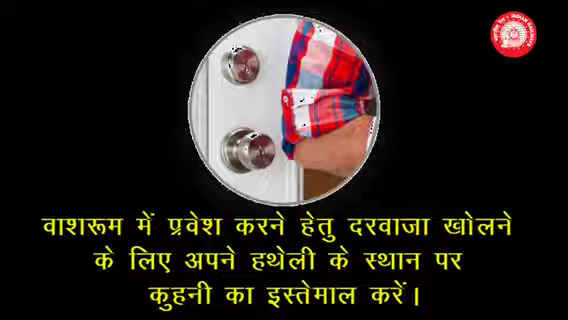 वाशरूम में प्रवेश करने हेतु दरवाजा खोलने
के लिए अपने हथेली के स्थान पर
कुहनी का इस्तेमाल करें।